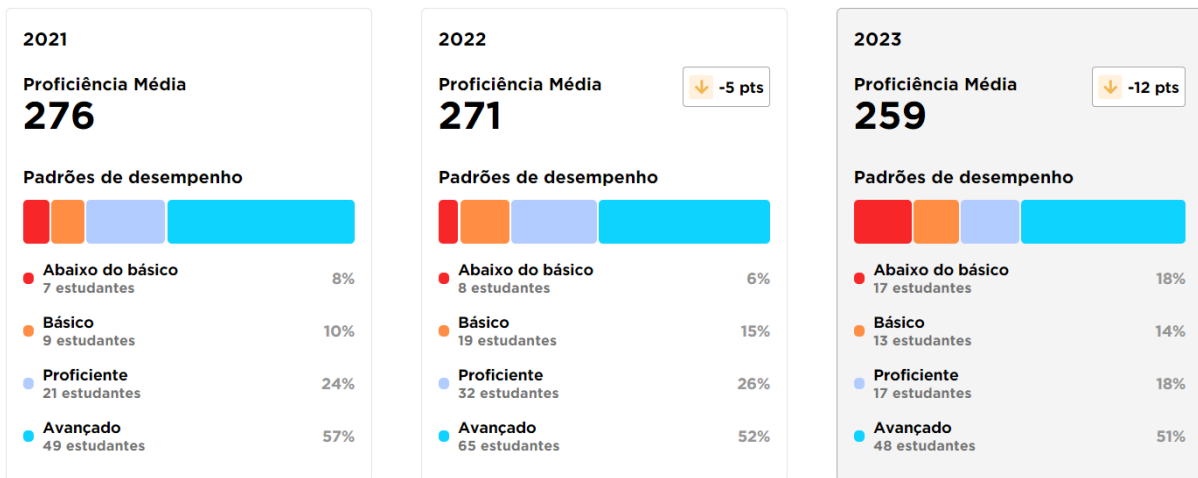 2021
Proficiência Média
276
Padrões de desempenho
Abaixo do básico
7 estudantes
8%
Básico
9 estudantes
10%
Proficiente
21 estudantes
24%
Avançado
49 estudantes
57%
2022
Proficiência Média
271
-5 pts
Padrões de desempenho
Abaixo do básico
8 estudantes
6%
Básico
19 estudantes
15%
Proficiente
32 estudantes
26%
Avançado
65 estudantes
52%
2023
Proficiência Média
259
-12 pts
Padrões de desempenho
Abaixo do básico
17 estudantes
18%
Básico
13 estudantes
14%
Proficiente
17 estudantes
18%
Avançado
48 estudantes
51%